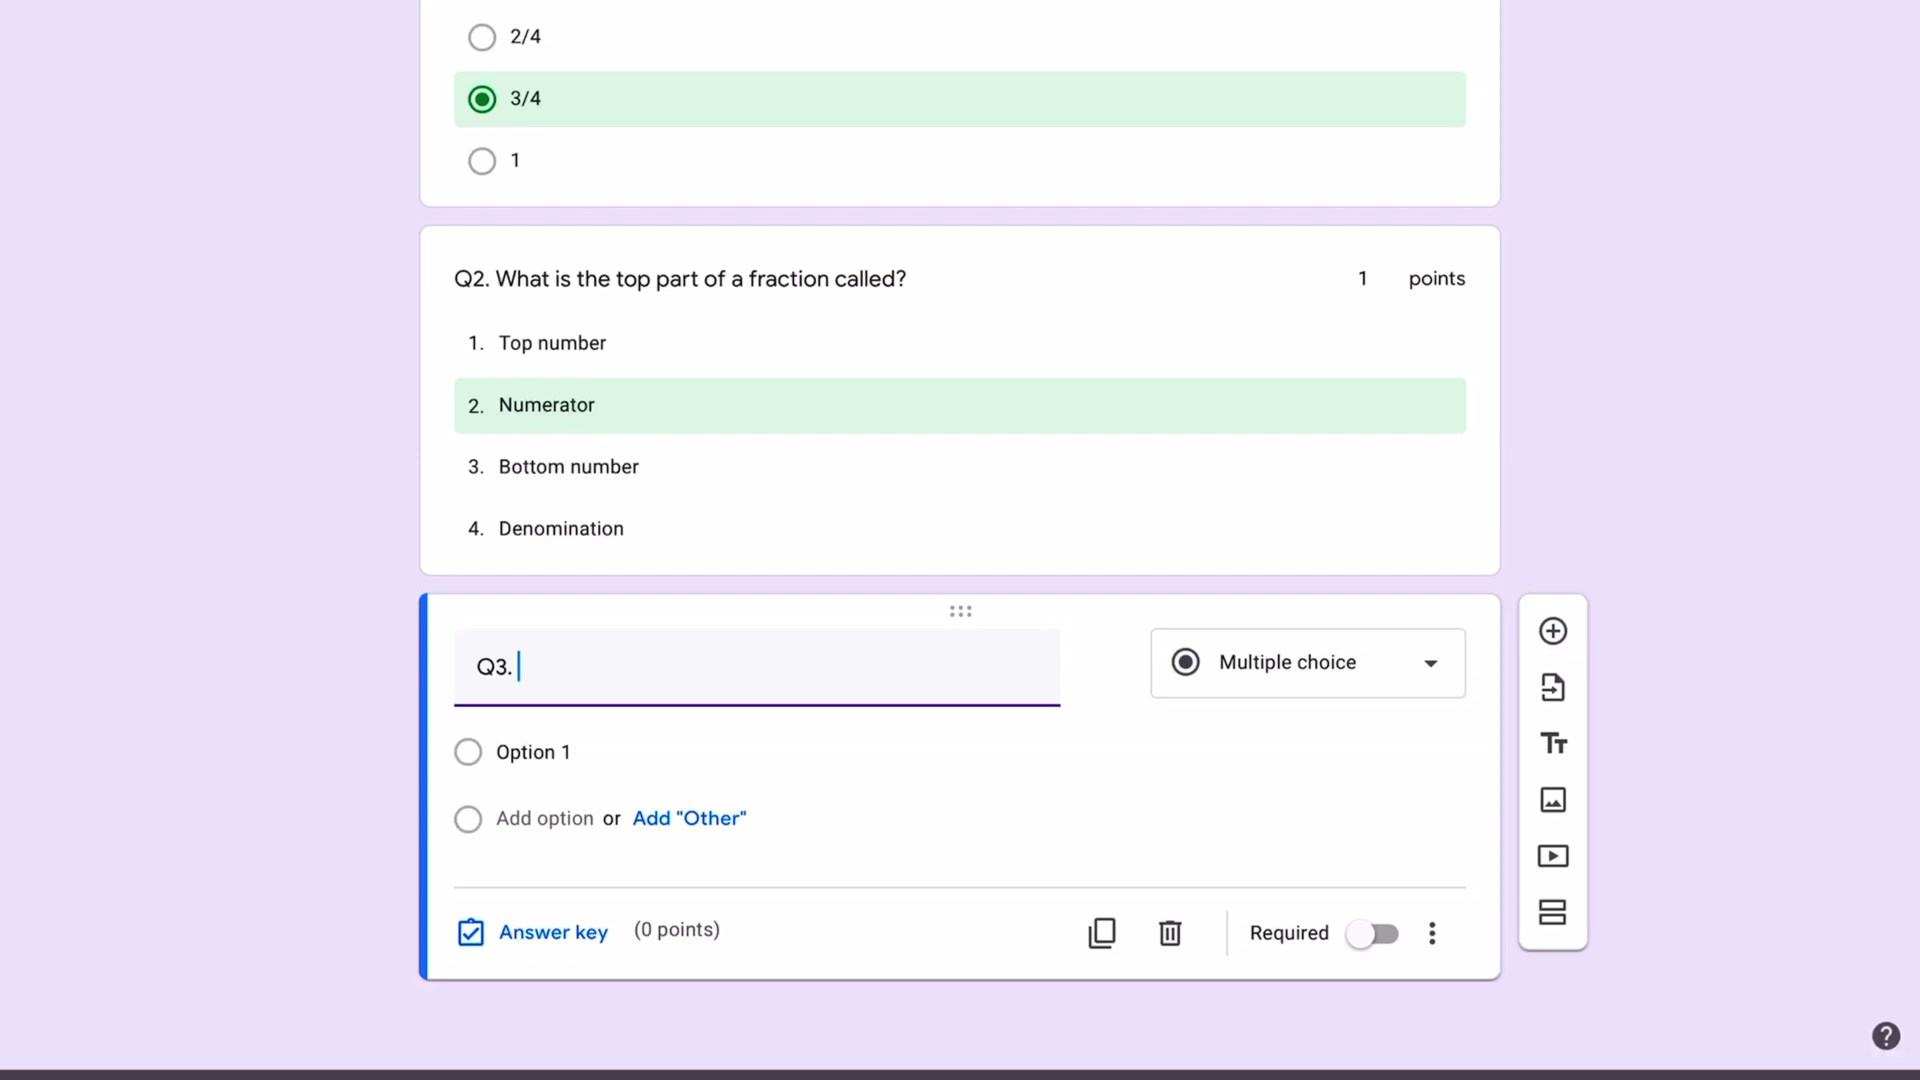 2/4
3/4
1
Q2. What is the top part of a fraction called?
1 points
1. Top number
2. Numerator
3. Bottom number
4. Denomination
Q3.
Multiple choice
Option 1
Add option or Add "Other"
Answer key (0 points)
Required